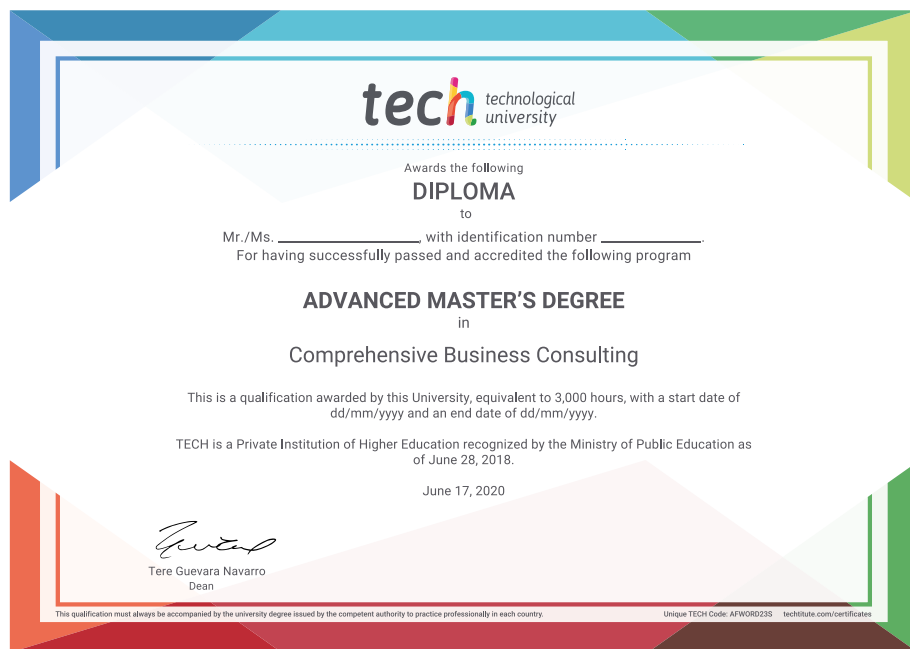 tech technological
university
Awards the following
DIPLOMA
to
Mr./Ms. ____________________, with identification number ______________.
For having successfully passed and accredited the following program
ADVANCED MASTER'S DEGREE
in
Comprehensive Business Consulting
This is a qualification awarded by this University, equivalent to 3,000 hours, with a start date of
dd/mm/yyyy and an end date of dd/mm/yyyy.
TECH is a Private Institution of Higher Education recognized by the Ministry of Public Education as
of June 28, 2018.
June 17, 2020
Tere Guevara Navarro
Dean
This qualification must always be accompanied by the university degree issued by the competent authority to practice professionally in each country. Unique TECH Code: AFWORD23S techtitute.com/certificates